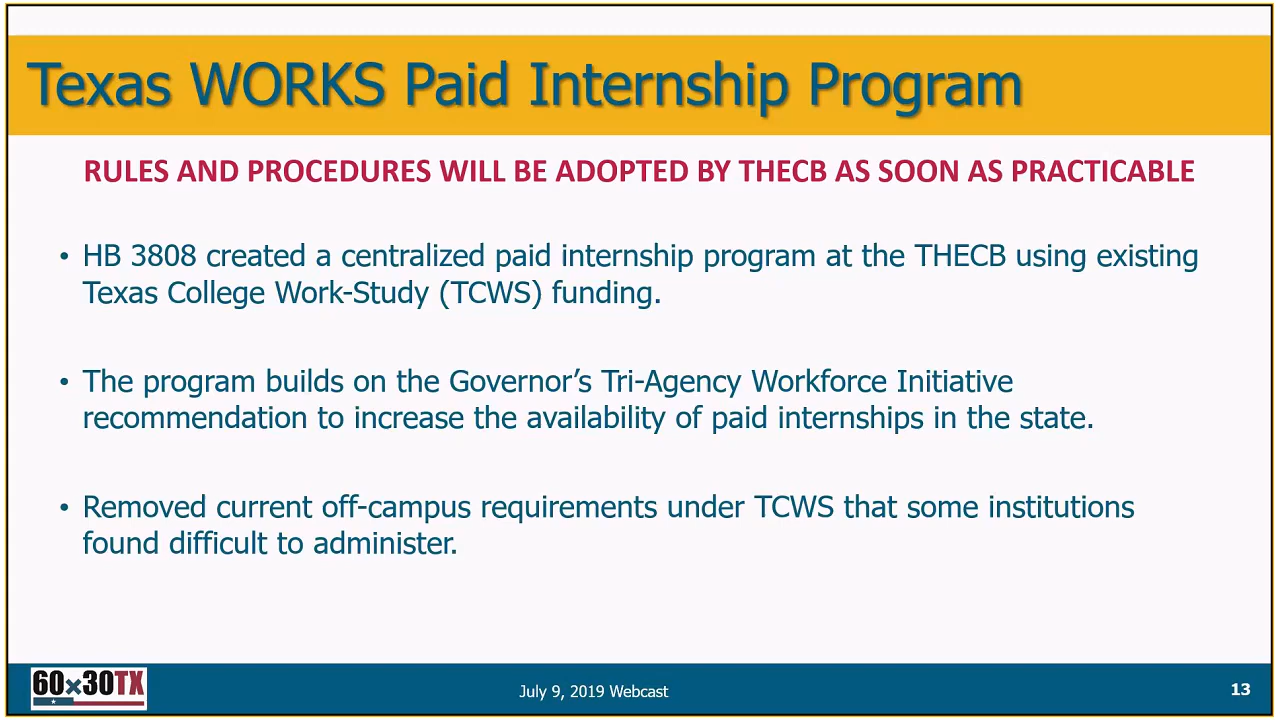 Texas WORKS Paid Internship Program
RULES AND PROCEDURES WILL BE ADOPTED BY THECB AS SOON AS PRACTICABLE
• HB 3808 created a centralized paid internship program at the THECB using existing
Texas College Work-Study (TCWS) funding.
• The program builds on the Governor’s Tri-Agency Workforce Initiative
recommendation to increase the availability of paid internships in the state.
• Removed current off-campus requirements under TCWS that some institutions
found difficult to administer.
60x30TX
July 9, 2019 Webcast
13